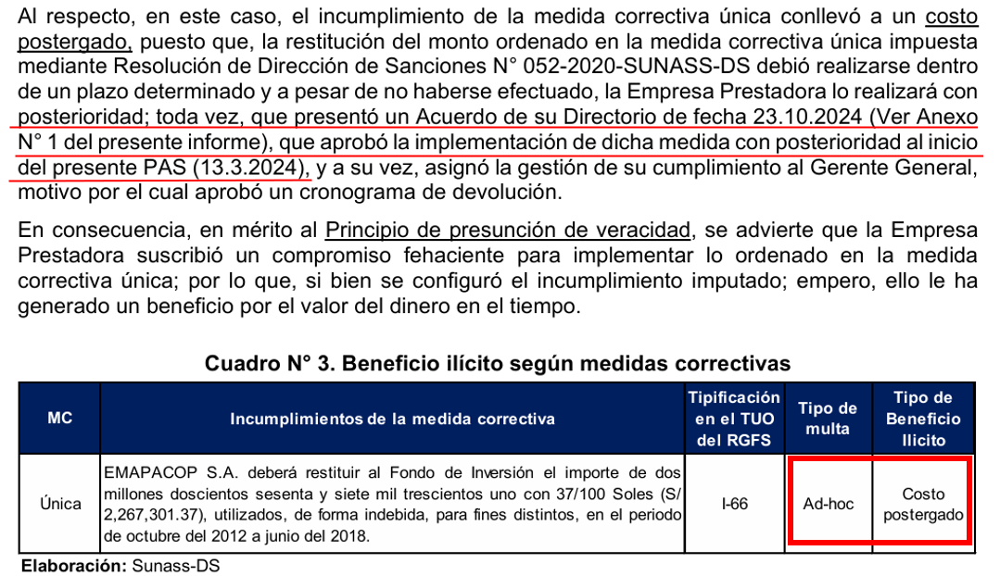 Al respecto, en este caso, el incumplimiento de la medida correctiva única conllevó a un costo
postergado, puesto que, la restitución del monto ordenado en la medida correctiva única impuesta
mediante Resolución de Dirección de Sanciones N° 052-2020-SUNASS-DS debió realizarse dentro
de un plazo determinado y a pesar de no haberse efectuado, la Empresa Prestadora lo realizará con
posterioridad; toda vez, que presentó un Acuerdo de su Directorio de fecha 23.10.2024 (Ver Anexo
N° 1 del presente informe), que aprobó la implementación de dicha medida con posterioridad al inicio
del presente PAS (13.3.2024), y a su vez, asignó la gestión de su cumplimiento al Gerente General,
motivo por el cual aprobó un cronograma de devolución.
En consecuencia, en mérito al Principio de presunción de veracidad, se advierte que la Empresa
Prestadora suscribió un compromiso fehaciente para implementar lo ordenado en la medida
correctiva única; por lo que, si bien se configuró el incumplimiento imputado; empero, ello le ha
generado un beneficio por el valor del dinero en el tiempo.
Cuadro N° 3. Beneficio ilícito según medidas correctivas
MC
Incumplimientos de la medida correctiva
Tipificación
en el TUO
del RGFS
Tipo de
multa
Tipo de
Beneficio
Ilicito
Única
EMAPACOP S.A. deberá restituir al Fondo de Inversión el importe de dos
millones doscientos sesenta y siete mil trescientos uno con 37/100 Soles (S/
2,267,301.37), utilizados, de forma indebida, para fines distintos, en el periodo
de octubre del 2012 a junio del 2018.
I-66
Ad-hoc
Costo
postergado
Elaboración: Sunass-DS